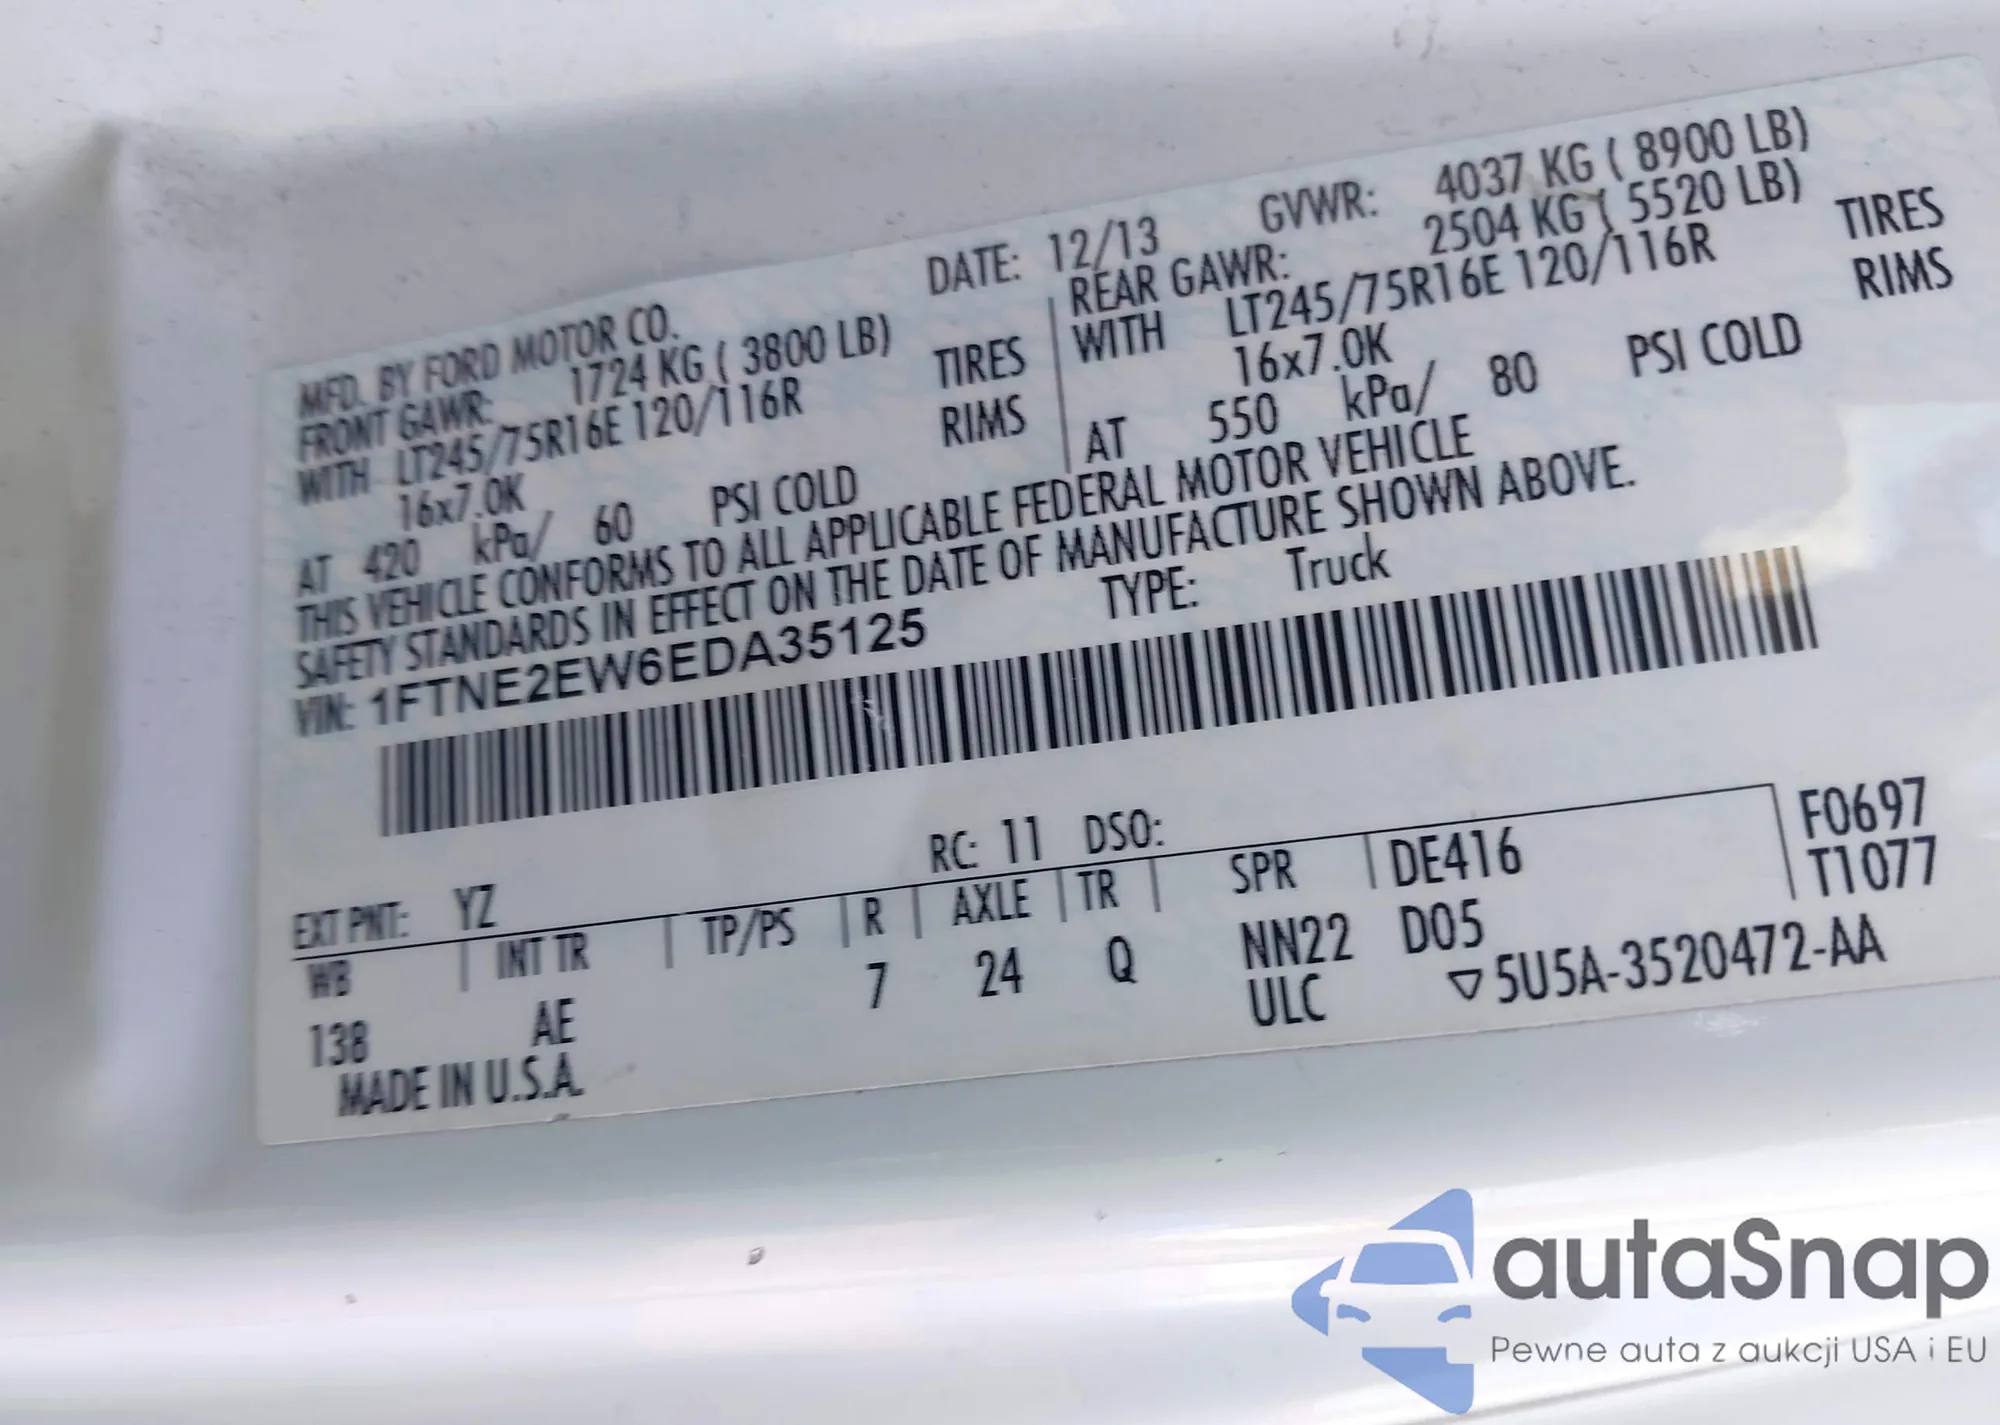 MFD. BY FORD MOTOR CO.
DATE: 12/13
GVWR: 4037 KG ( 8900 LB)
FRONT GAWR: 1724 KG ( 3800 LB)
WITH LT245/75R16E 120/116R TIRES
16x7.0K RIMS
AT 420 kPa/ 60 PSI COLD
REAR GAWR: 2504 KG ( 5520 LB)
WITH LT245/75R16E 120/116R TIRES
16x7.0K RIMS
AT 550 kPa/ 80 PSI COLD
THIS VEHICLE CONFORMS TO ALL APPLICABLE FEDERAL MOTOR VEHICLE
SAFETY STANDARDS IN EFFECT ON THE DATE OF MANUFACTURE SHOWN ABOVE.
VIN: 1FTNE2EW6EDA35125
TYPE: Truck
EXT PNT: YZ
RC: 11 DSO:
F0697
T1077
WB | INT TR | TP/PS | R | AXLE | TR | SPR | DE416
138 AE 7 24 Q NN22 D05
ULC ▽5U5A-3520472-AA
MADE IN U.S.A.
autaSnap
Pewne auta z aukcji USA i EU